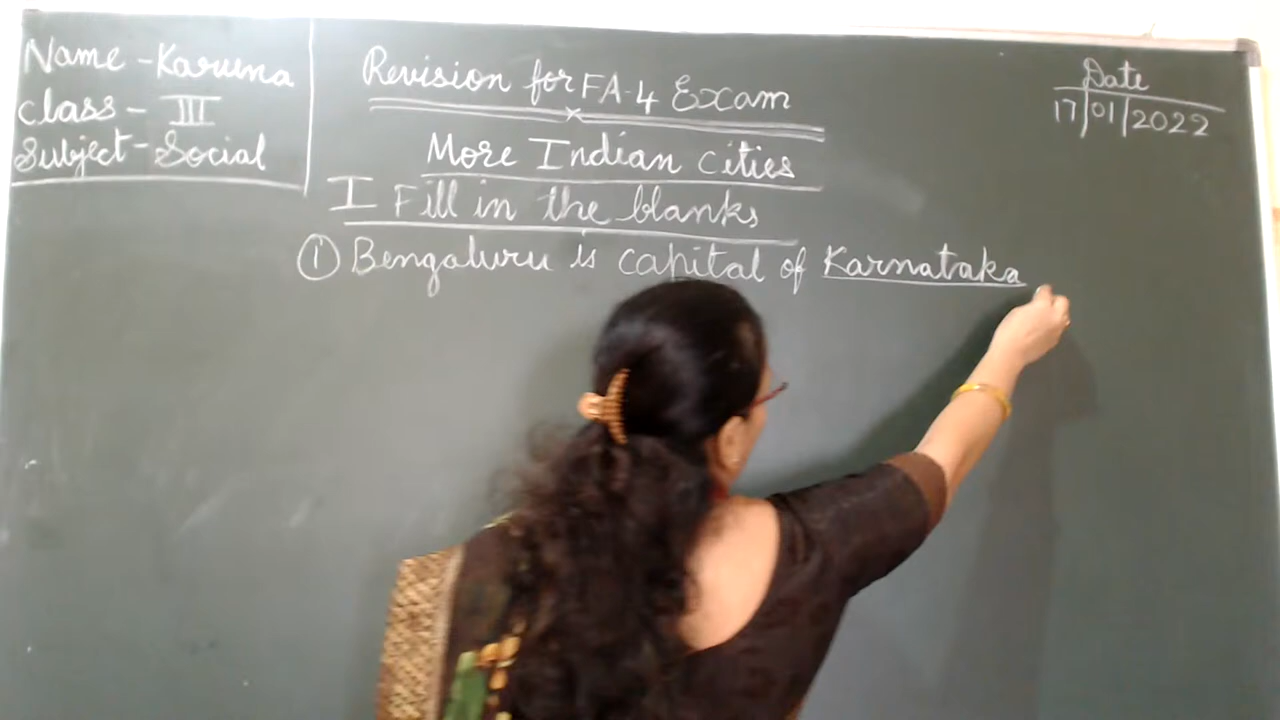 Name - Karuna
Class - III
Subject - Social
Revision for FA-4 Exam
Date
17/01/2022
More Indian Cities
I Fill in the blanks
① Bengaluru is capital of Karnataka